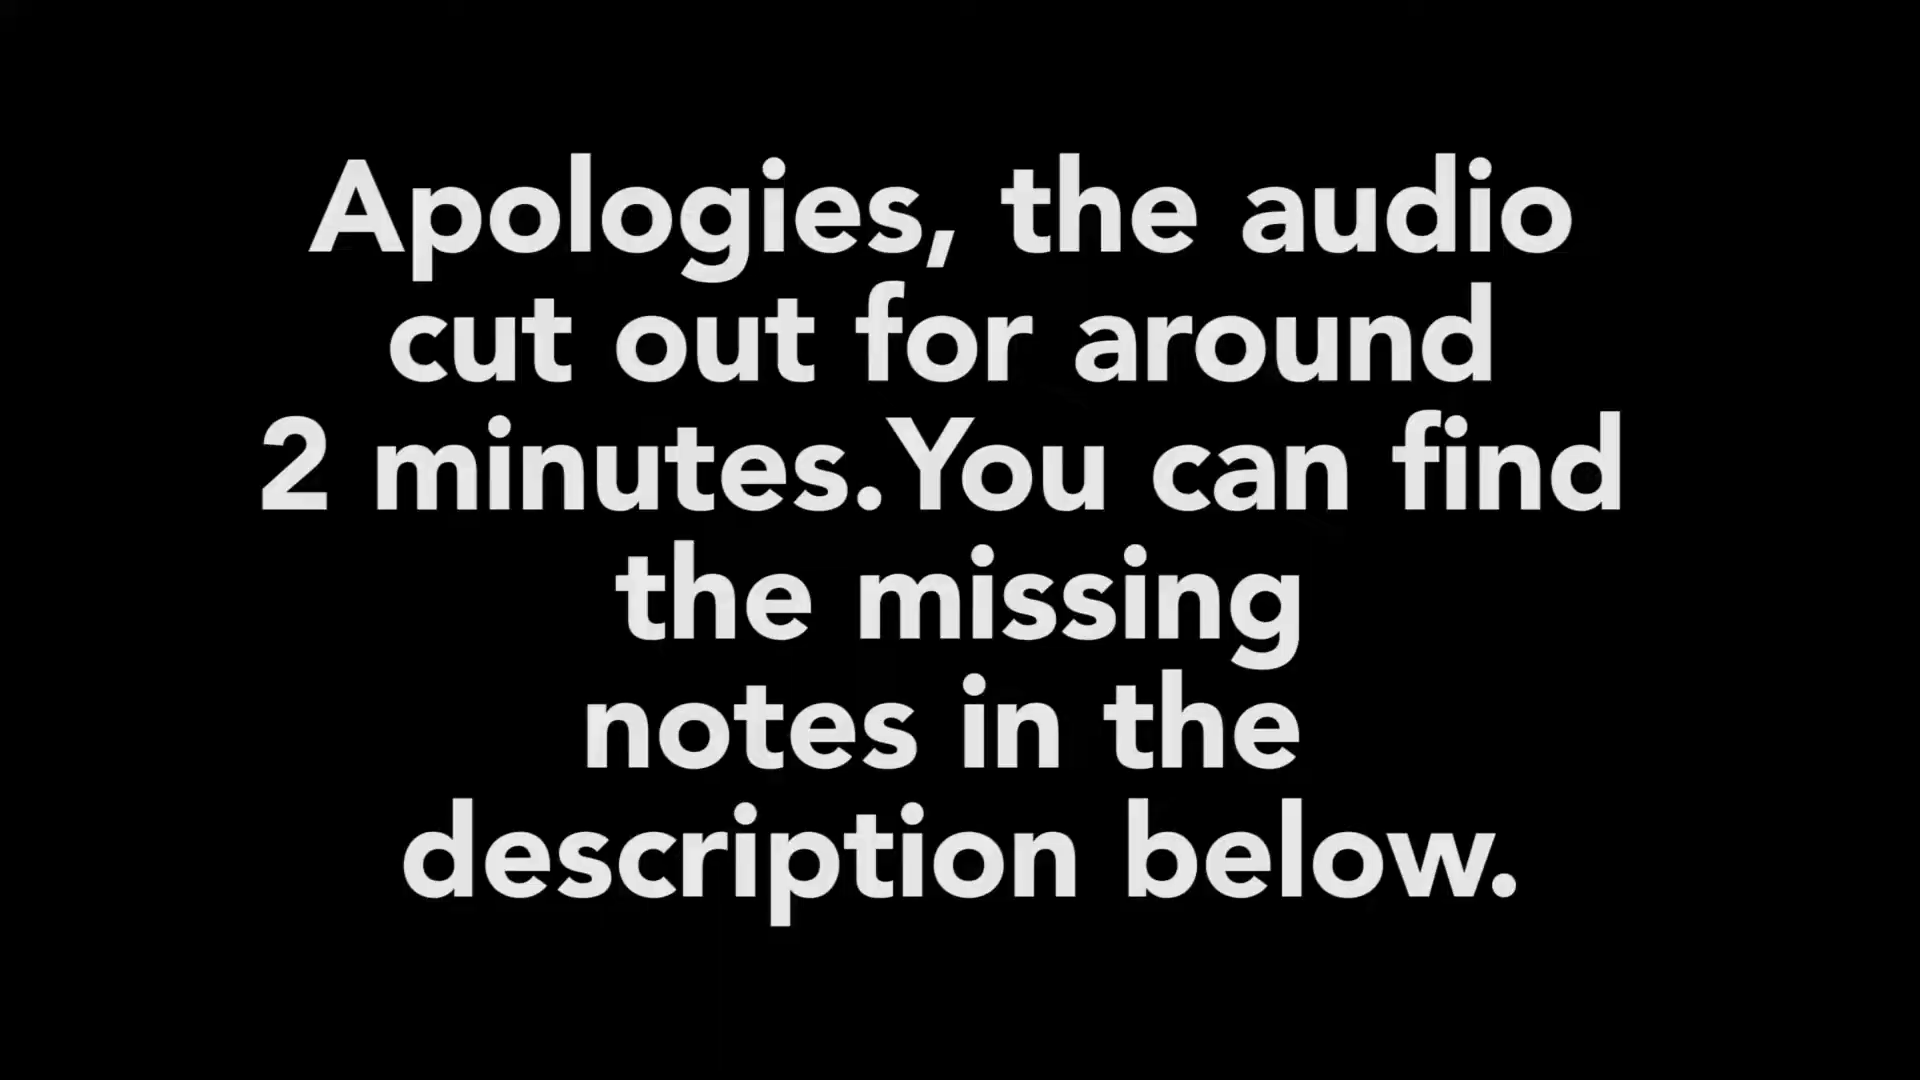 Apologies, the audio
cut out for around
2 minutes.You can find
the missing
notes in the
description below.